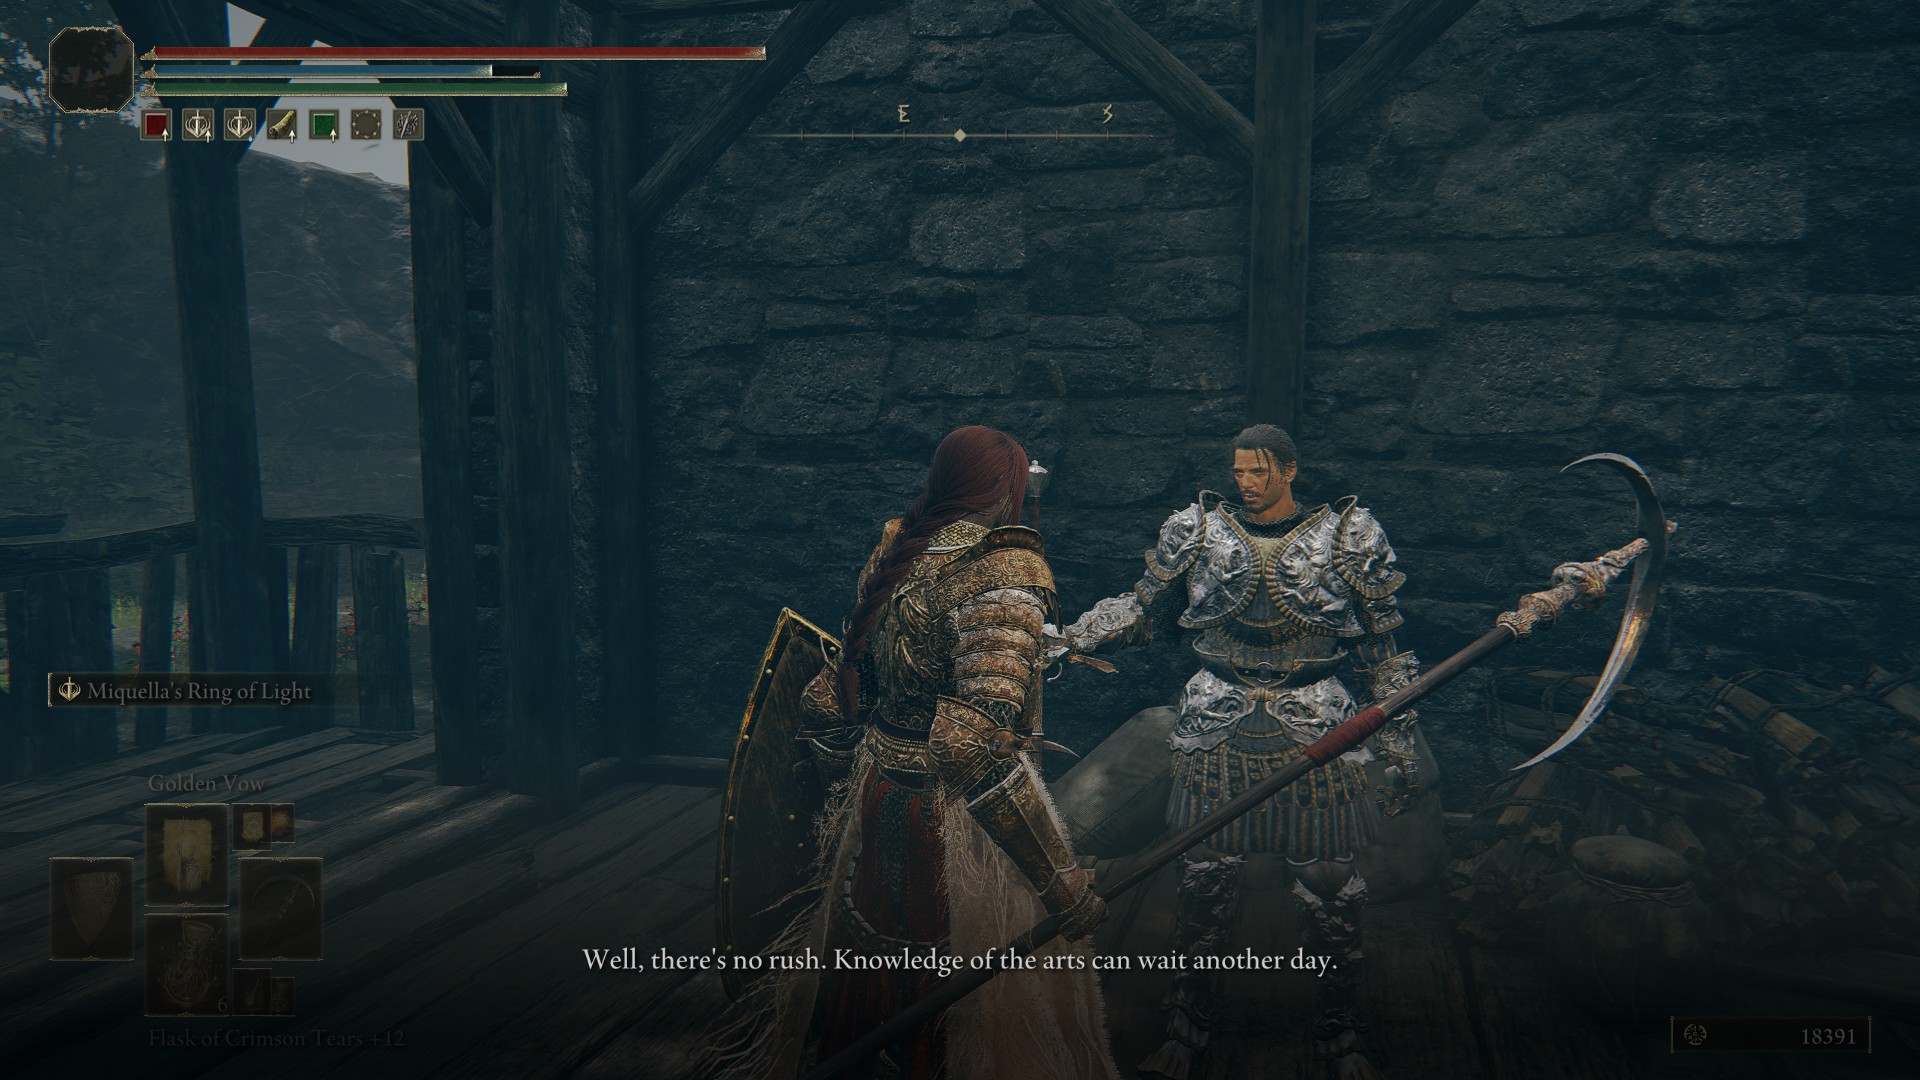 E S
Miquella's Ring of Light
Golden Vow
6
Well, there's no rush. Knowledge of the arts can wait another day.
Flask of Crimson Tears +12
18391